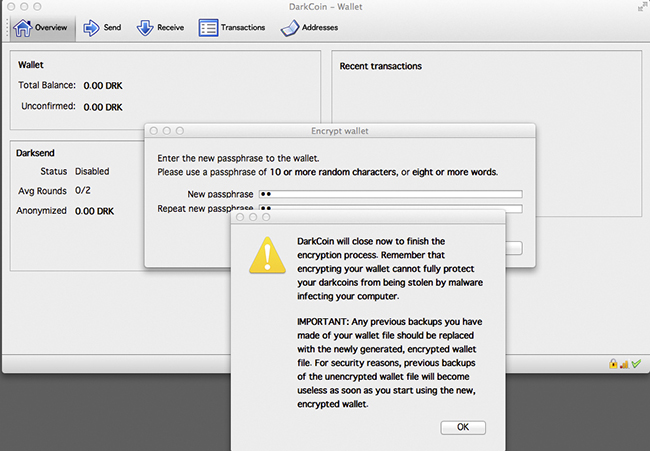 DarkCoin - Wallet
Overview Send Receive Transactions Addresses
Wallet
Total Balance: 0.00 DRK
Unconfirmed: 0.00 DRK
Recent transactions
Darksend
Status Disabled
Avg Rounds 0/2
Anonymized 0.00 DRK
Encrypt wallet
Enter the new passphrase to the wallet.
Please use a passphrase of 10 or more random characters, or eight or more words.
New passphrase ●●
Repeat new passphrase ●●
DarkCoin will close now to finish the
encryption process. Remember that
encrypting your wallet cannot fully protect
your darkcoins from being stolen by malware
infecting your computer.
IMPORTANT: Any previous backups you have
made of your wallet file should be replaced
with the newly generated, encrypted wallet
file. For security reasons, previous backups
of the unencrypted wallet file will become
useless as soon as you start using the new,
encrypted wallet.
OK